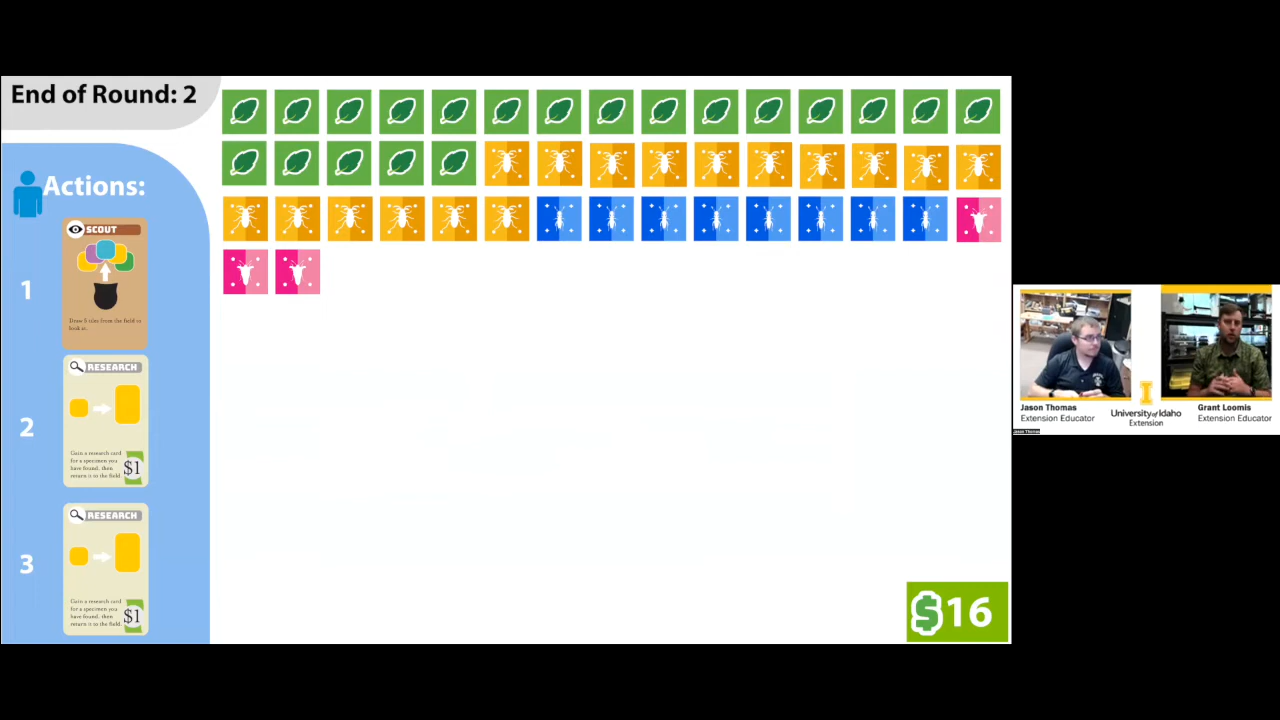 End of Round: 2
Actions:
1
SCOUT
Draw 5 tiles from the field to
look at.
2
RESEARCH
Gain a research card
for a specimen you
have found, then
return it to the field.
$1
3
RESEARCH
Gain a research card
for a specimen you
have found, then
return it to the field.
$1
$16
Jason Thomas
Extension Educator
Jason Thomas
I
University of Idaho
Extension
Grant Loomis
Extension Educator